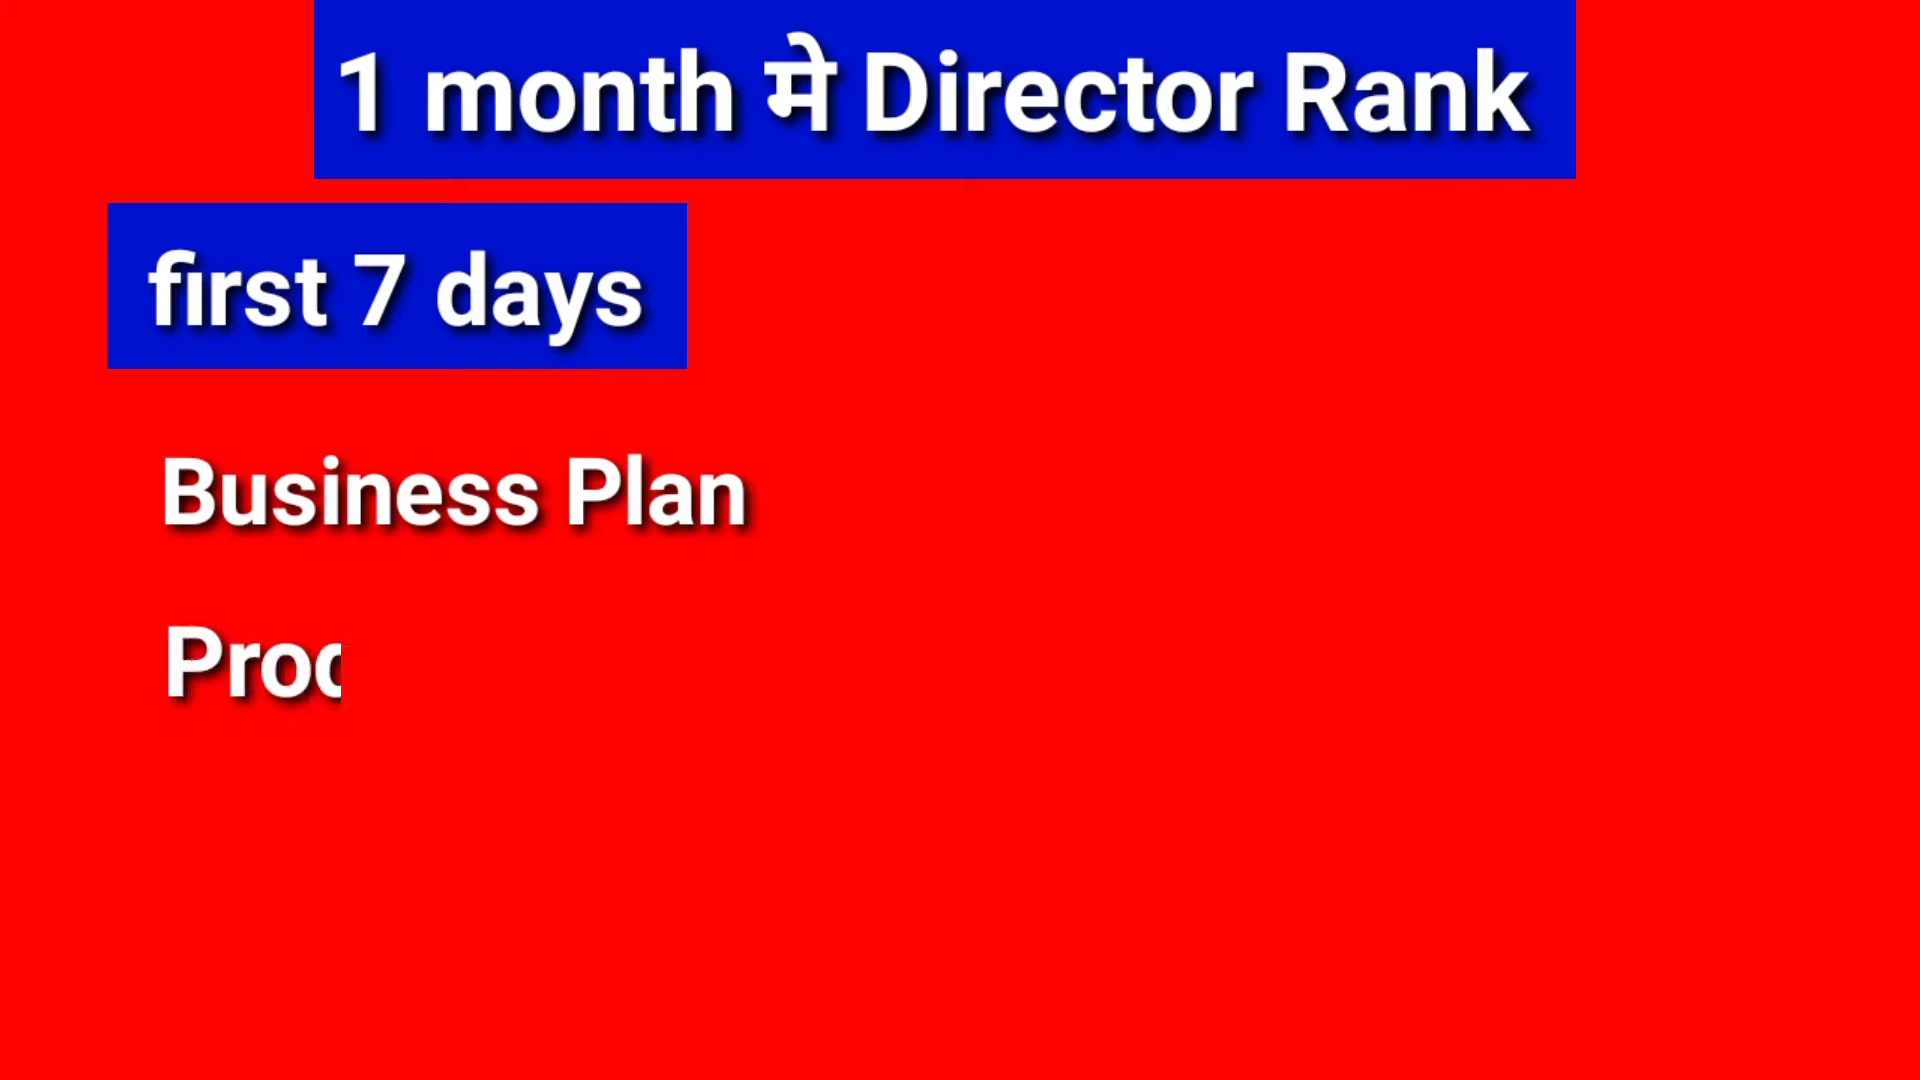 1 month मे Director Rank
first 7 days
Business Plan